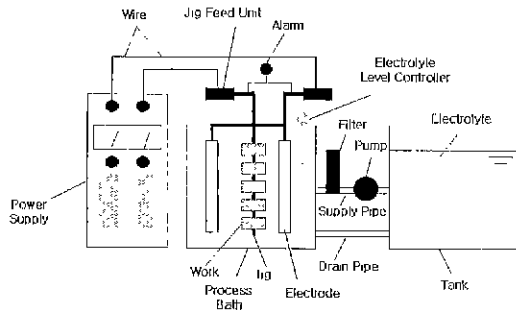 Wire
Jig Feed Unit
Alarm
Electrolyle
Level Controller
Filter
Electrolyte
Pump
Power
Supply
Supply Pipe
Drain Pipe
Work
Jig
Process
Bath
Electrode
Tank